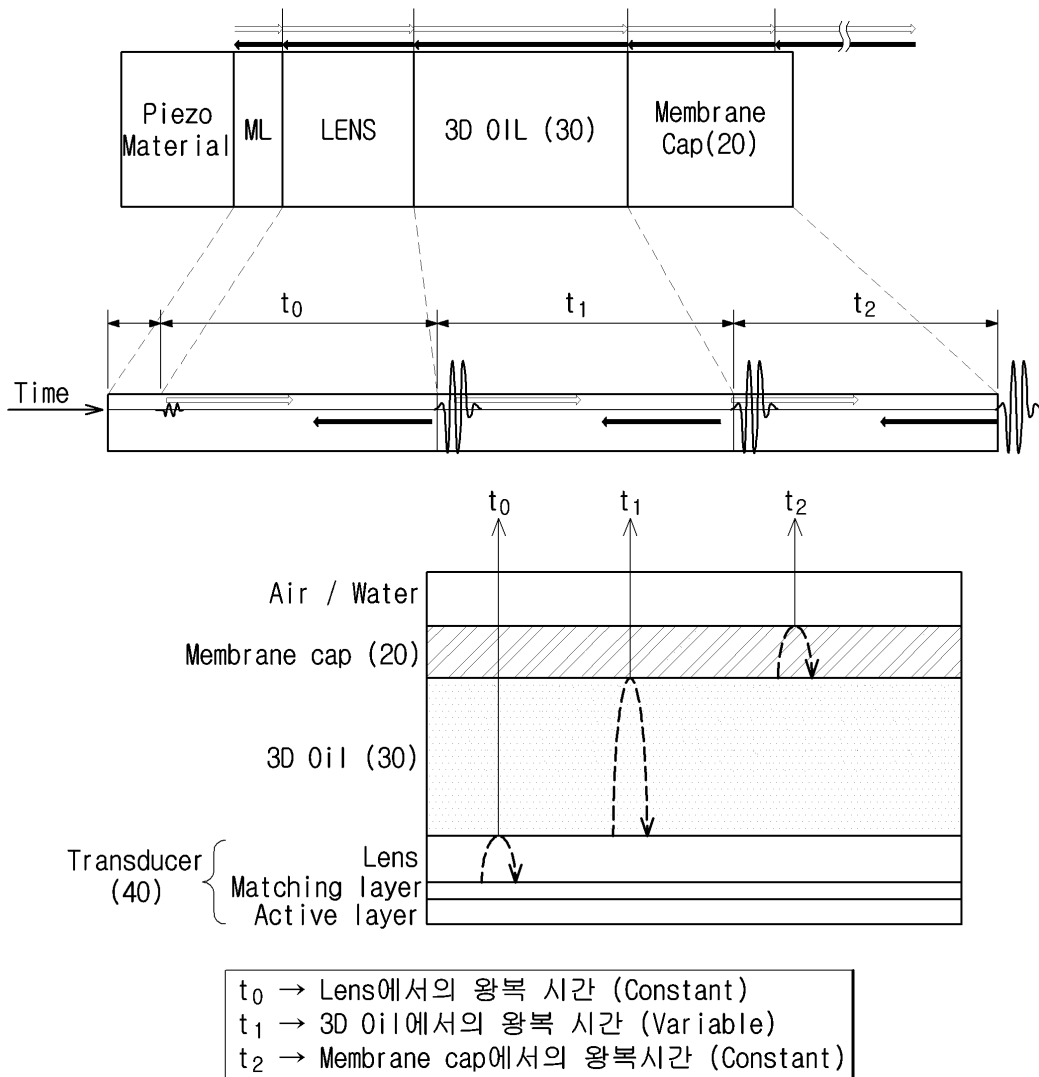 Piezo
Material
ML
LENS
3D OIL (30)
Membrane
Cap(20)
t₀
t₁
t₂
Time
t₀
t₁
t₂
Air / Water
Membrane cap (20)
3D Oil (30)
Transducer
(40)
Lens
Matching layer
Active layer
t₀ → Lens에서의 왕복 시간 (Constant)
t₁ → 3D Oil에서의 왕복 시간 (Variable)
t₂ → Membrane cap에서의 왕복시간 (Constant)